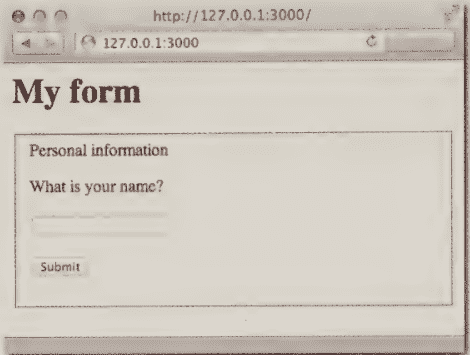 http://127.0.0.1:3000/
127.0.0.1:3000
My form
Personal information
What is your name?
Submit